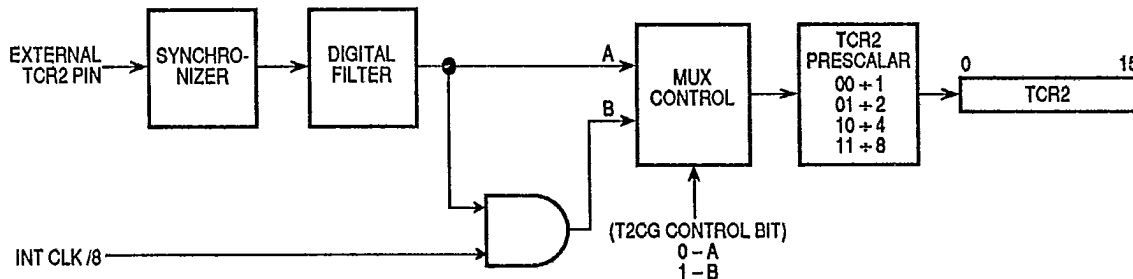 EXTERNAL
TCR2 PIN
SYNCHRO-
NIZER
DIGITAL
FILTER
A
B
MUX
CONTROL
TCR2
PRESCALAR
00 ÷ 1
01 ÷ 2
10 ÷ 4
11 ÷ 8
0 15
TCR2
(T2CG CONTROL BIT)
0 – A
1 – B
INT CLK /8